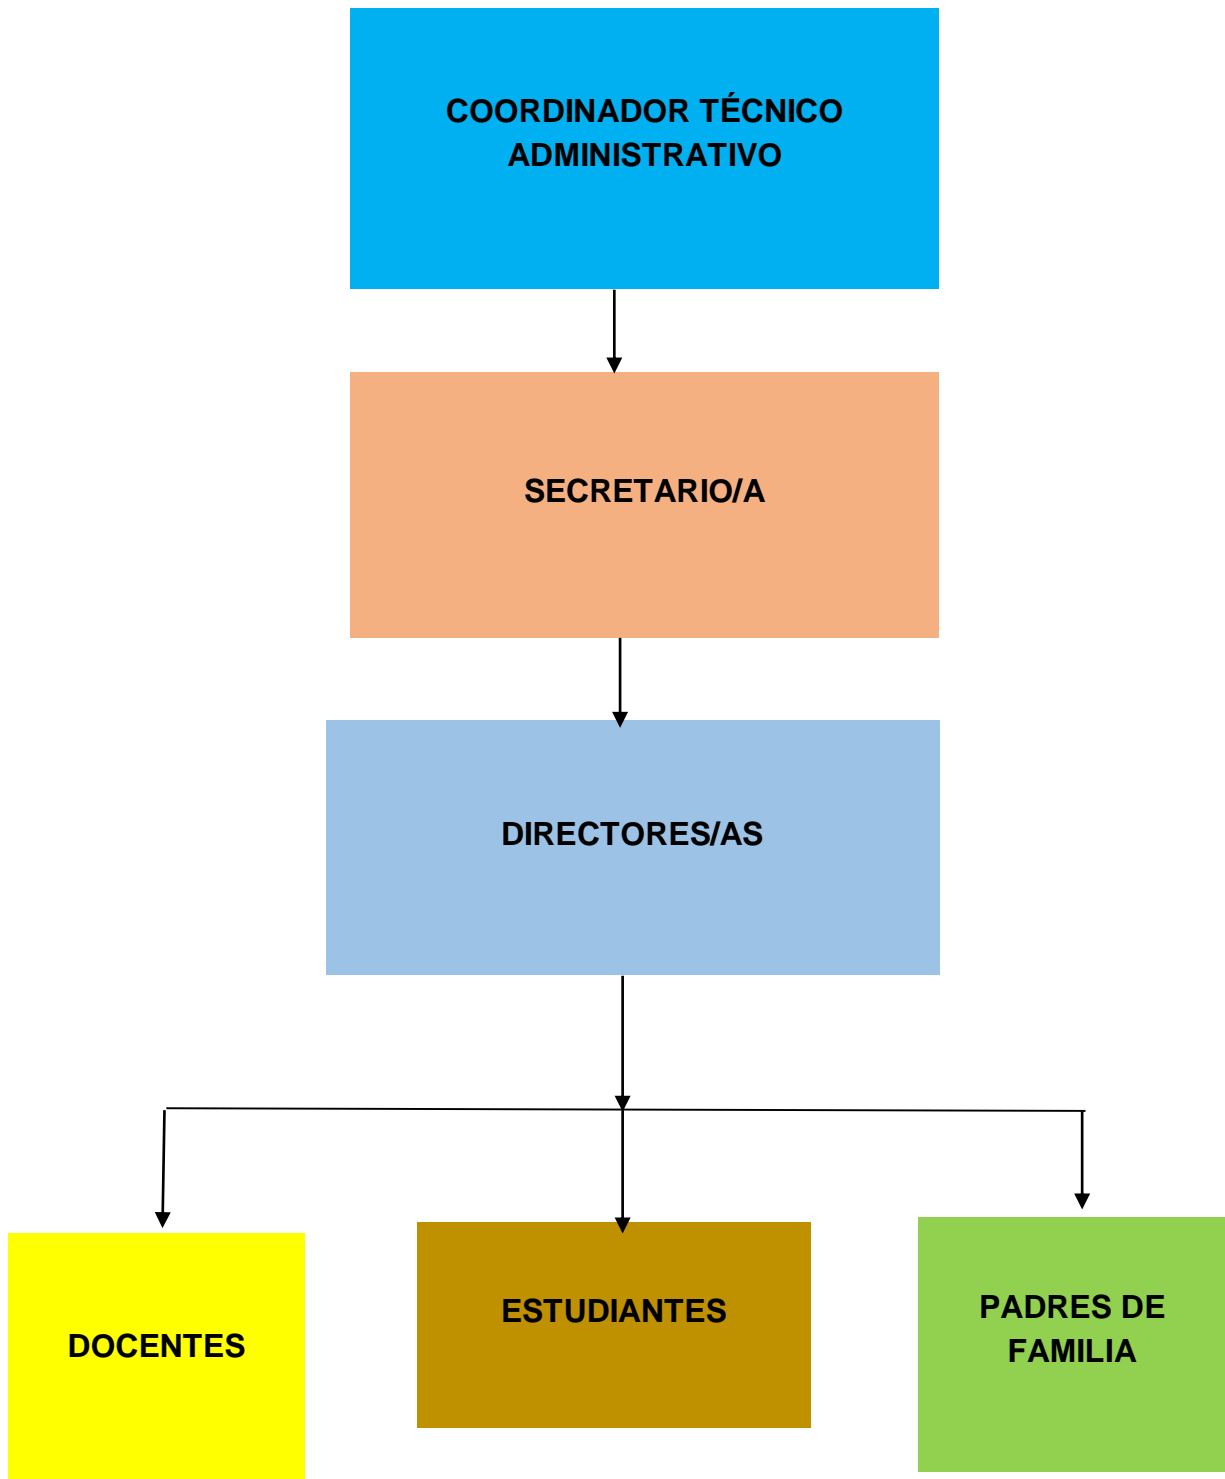 COORDINADOR TÉCNICO
ADMINISTRATIVO
SECRETARIO/A
DIRECTORES/AS
DOCENTES
ESTUDIANTES
PADRES DE
FAMILIA